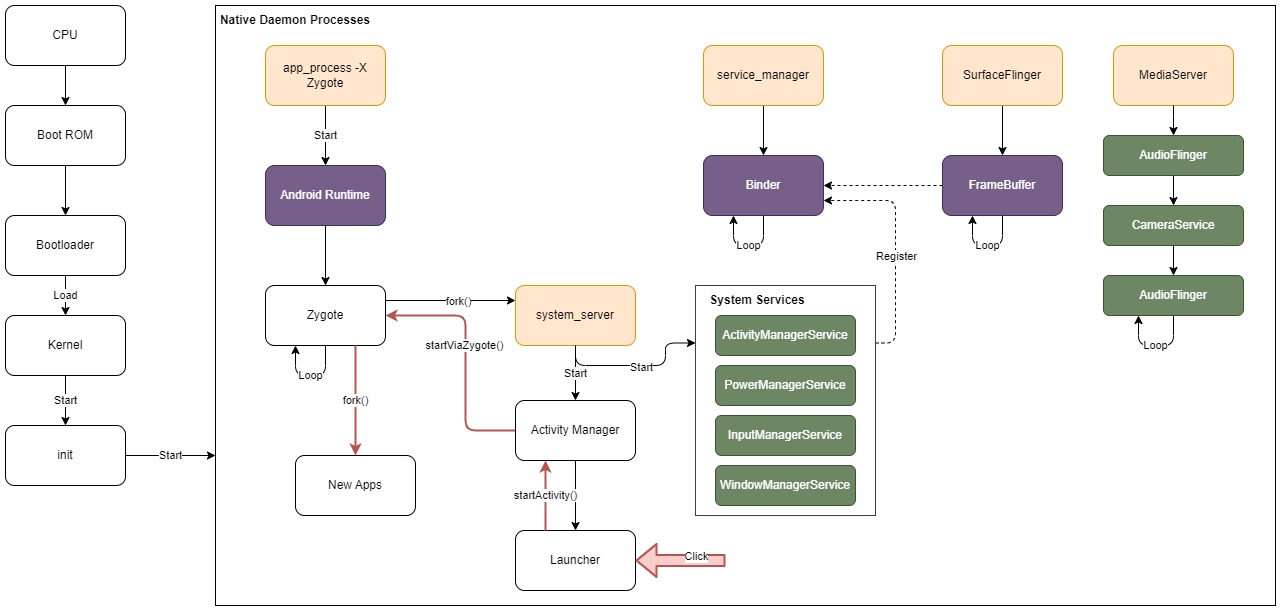 CPU
Boot ROM
Bootloader
Load
Kernel
Start
init
Start
Native Daemon Processes
app_process -X
Zygote
Start
Android Runtime
Zygote
Loop
fork()
system_server
startViaZygote()
fork()
New Apps
Start
Start
Activity Manager
startActivity()
Launcher
Click
service_manager
Binder
Loop
Register
System Services
ActivityManagerService
PowerManagerService
InputManagerService
WindowManagerService
SurfaceFlinger
FrameBuffer
Loop
MediaServer
AudioFlinger
CameraService
AudioFlinger
Loop